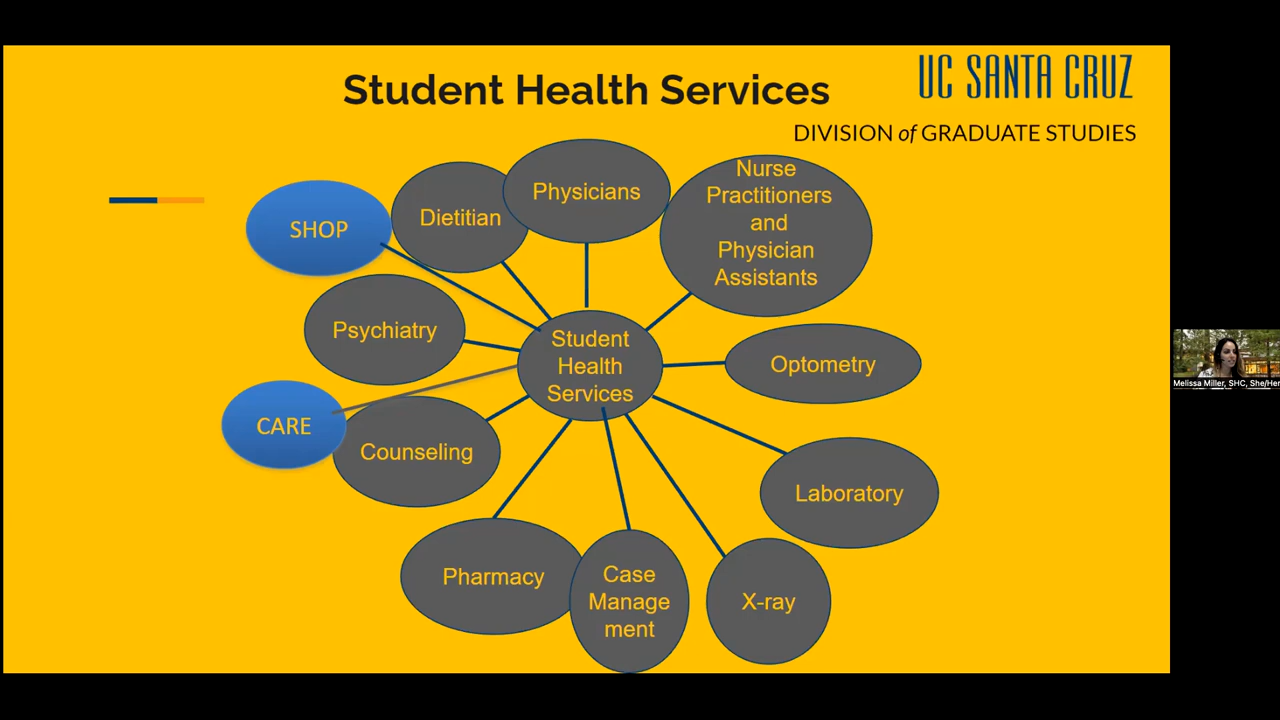 Student Health Services
UC SANTA CRUZ
DIVISION of GRADUATE STUDIES
Physicians
Nurse
Practitioners
and
Physician
Assistants
Dietitian
SHOP
Psychiatry
Student
Health
Services
Optometry
CARE
Counseling
Laboratory
Pharmacy
Case
Manage
ment
X-ray
Melissa Miller, SHC, She/Her